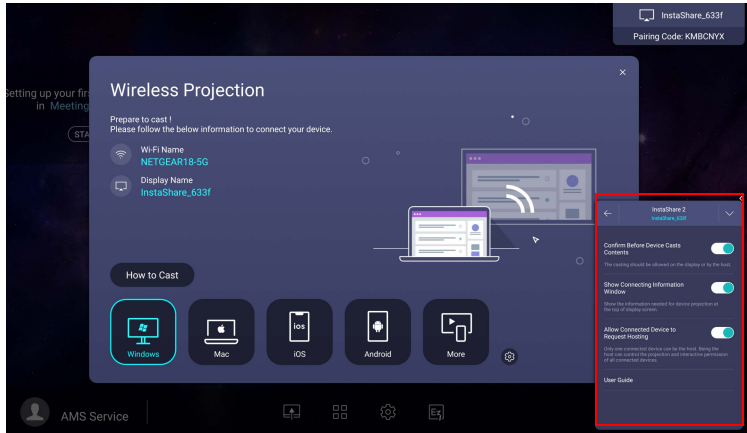 InstaShare_633f
Pairing Code: KMBCNYX
Setting up your fir
in Meeting
STA
Wireless Projection
Prepare to cast !
Please follow the below information to connect your device.
Wi-Fi Name
NETGEAR18-5G
Display Name
InstaShare_633f
How to Cast
Windows
Mac
ios
iOS
Android
More
InstaShare 2
InstaShare_633f
Confirm Before Device Casts
Contents
The casting should be allowed on the display or by the host.
Show Connecting Information
Window
Show the information needed for device projection at
the top of display screen.
Allow Connected Device to
Request Hosting
Only one connected device can be the host. Being the
host can control the projection and interactive permission
of all connected devices.
User Guide
AMS Service